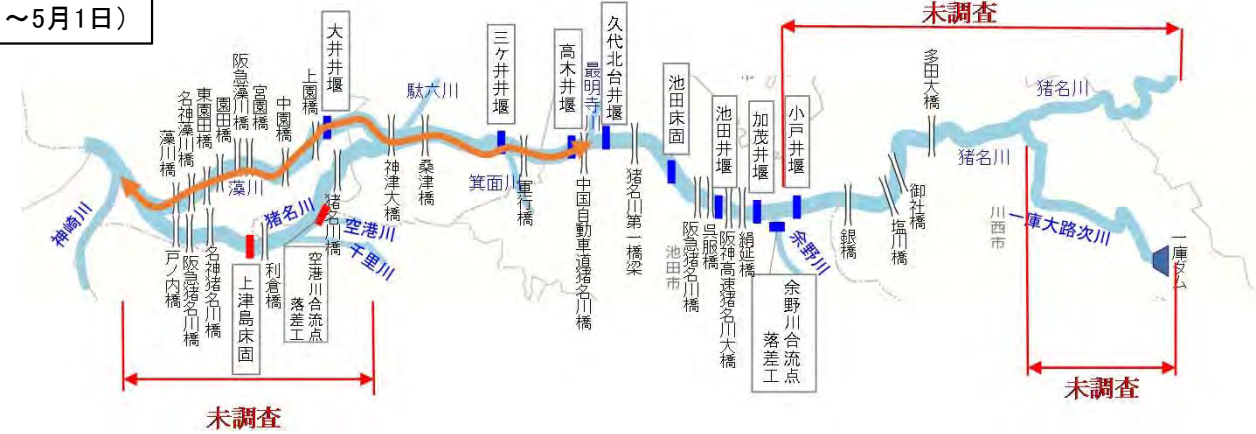 ～5月1日）
未調査
大井井堰
三ケ井井堰
高木井堰
最明寺川
久代北台井堰
池田床固
池田井堰
加茂井堰
小戸井堰
多田大橋
猪名川
駄六川
上園橋
中園橋
宮園橋
阪急藻川橋
園田橋
東園田橋
名神藻川橋
藻川橋
藻川
猪名川
猪名川橋
空港川
千里川
神津大橋
桑津橋
箕面川
軍行橋
中国自動車道猪名川橋
猪名川第一橋梁
池田市
阪急猪名川橋
呉服橋
阪神高速猪名川大橋
絹延橋
余野川
銀橋
塩川橋
御社橋
猪名川
川西市
一庫大路次川
一庫ダム
神崎川
戸ノ内橋
阪急猪名川橋
名神猪名川橋
上津島床固
利倉橋
空港川合流点
落差工
余野川合流点
落差工
未調査
未調査